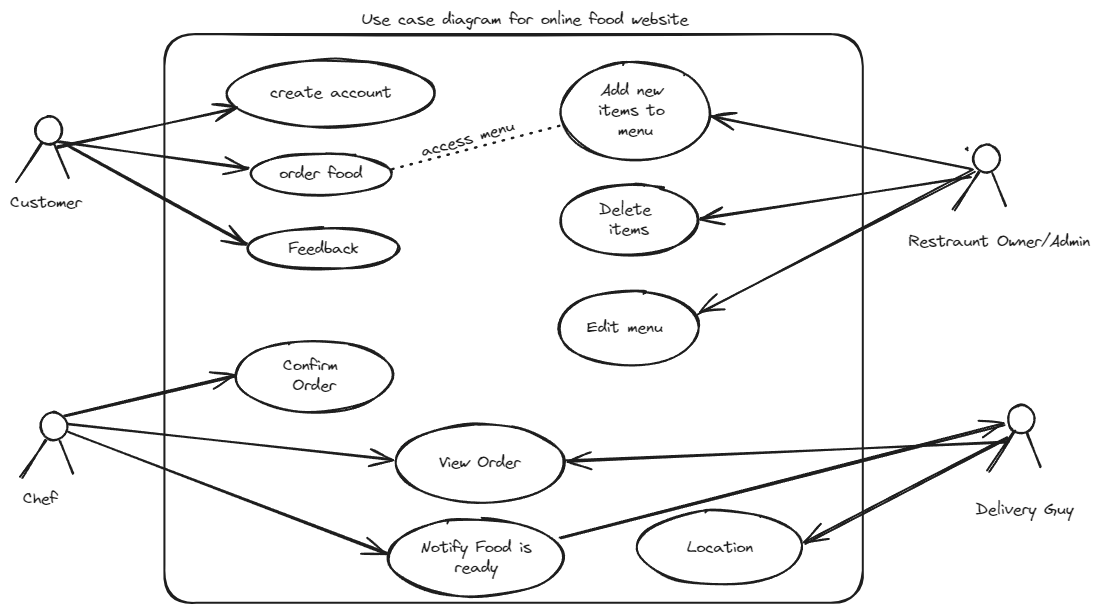 Use case diagram for online food website
create account
Add new
items to
menu
access menu
order food
Customer
Delete
items
Restraunt Owner/Admin
Feedback
Edit menu
Confirm
Order
View Order
Chef
Delivery Guy
Notify Food is
ready
Location